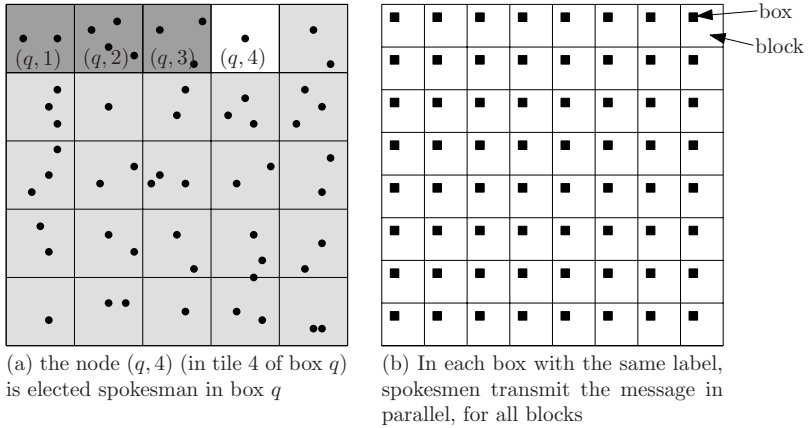 (q, 1) (q, 2) (q, 3) (q, 4)
box
block
(a) the node (q, 4) (in tile 4 of box q)
is elected spokesman in box q
(b) In each box with the same label,
spokesmen transmit the message in
parallel, for all blocks